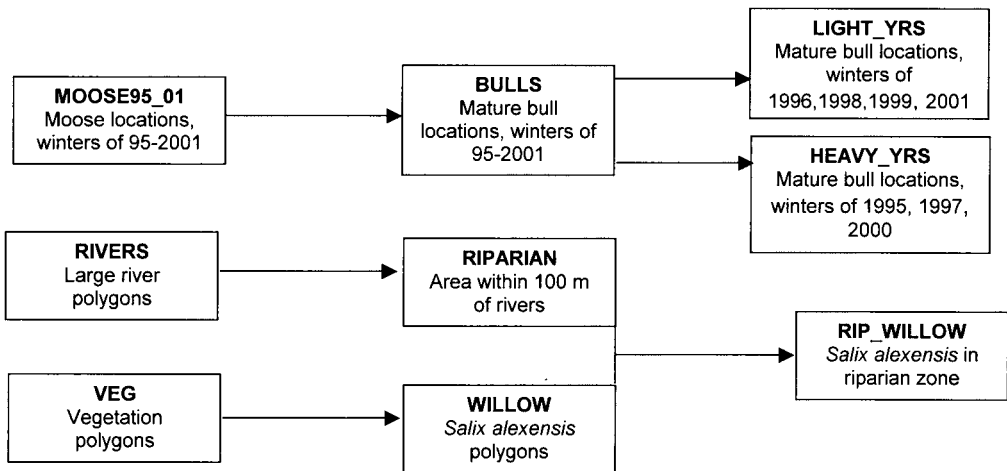 MOOSE95_01
Moose locations,
winters of 95-2001
BULLS
Mature bull
locations, winters of
95-2001
LIGHT_YRS
Mature bull locations,
winters of
1996,1998,1999, 2001
HEAVY_YRS
Mature bull locations,
winters of 1995, 1997,
2000
RIVERS
Large river
polygons
RIPARIAN
Area within 100 m
of rivers
VEG
Vegetation
polygons
WILLOW
Salix alexensis
polygons
RIP_WILLOW
Salix alexensis in
riparian zone